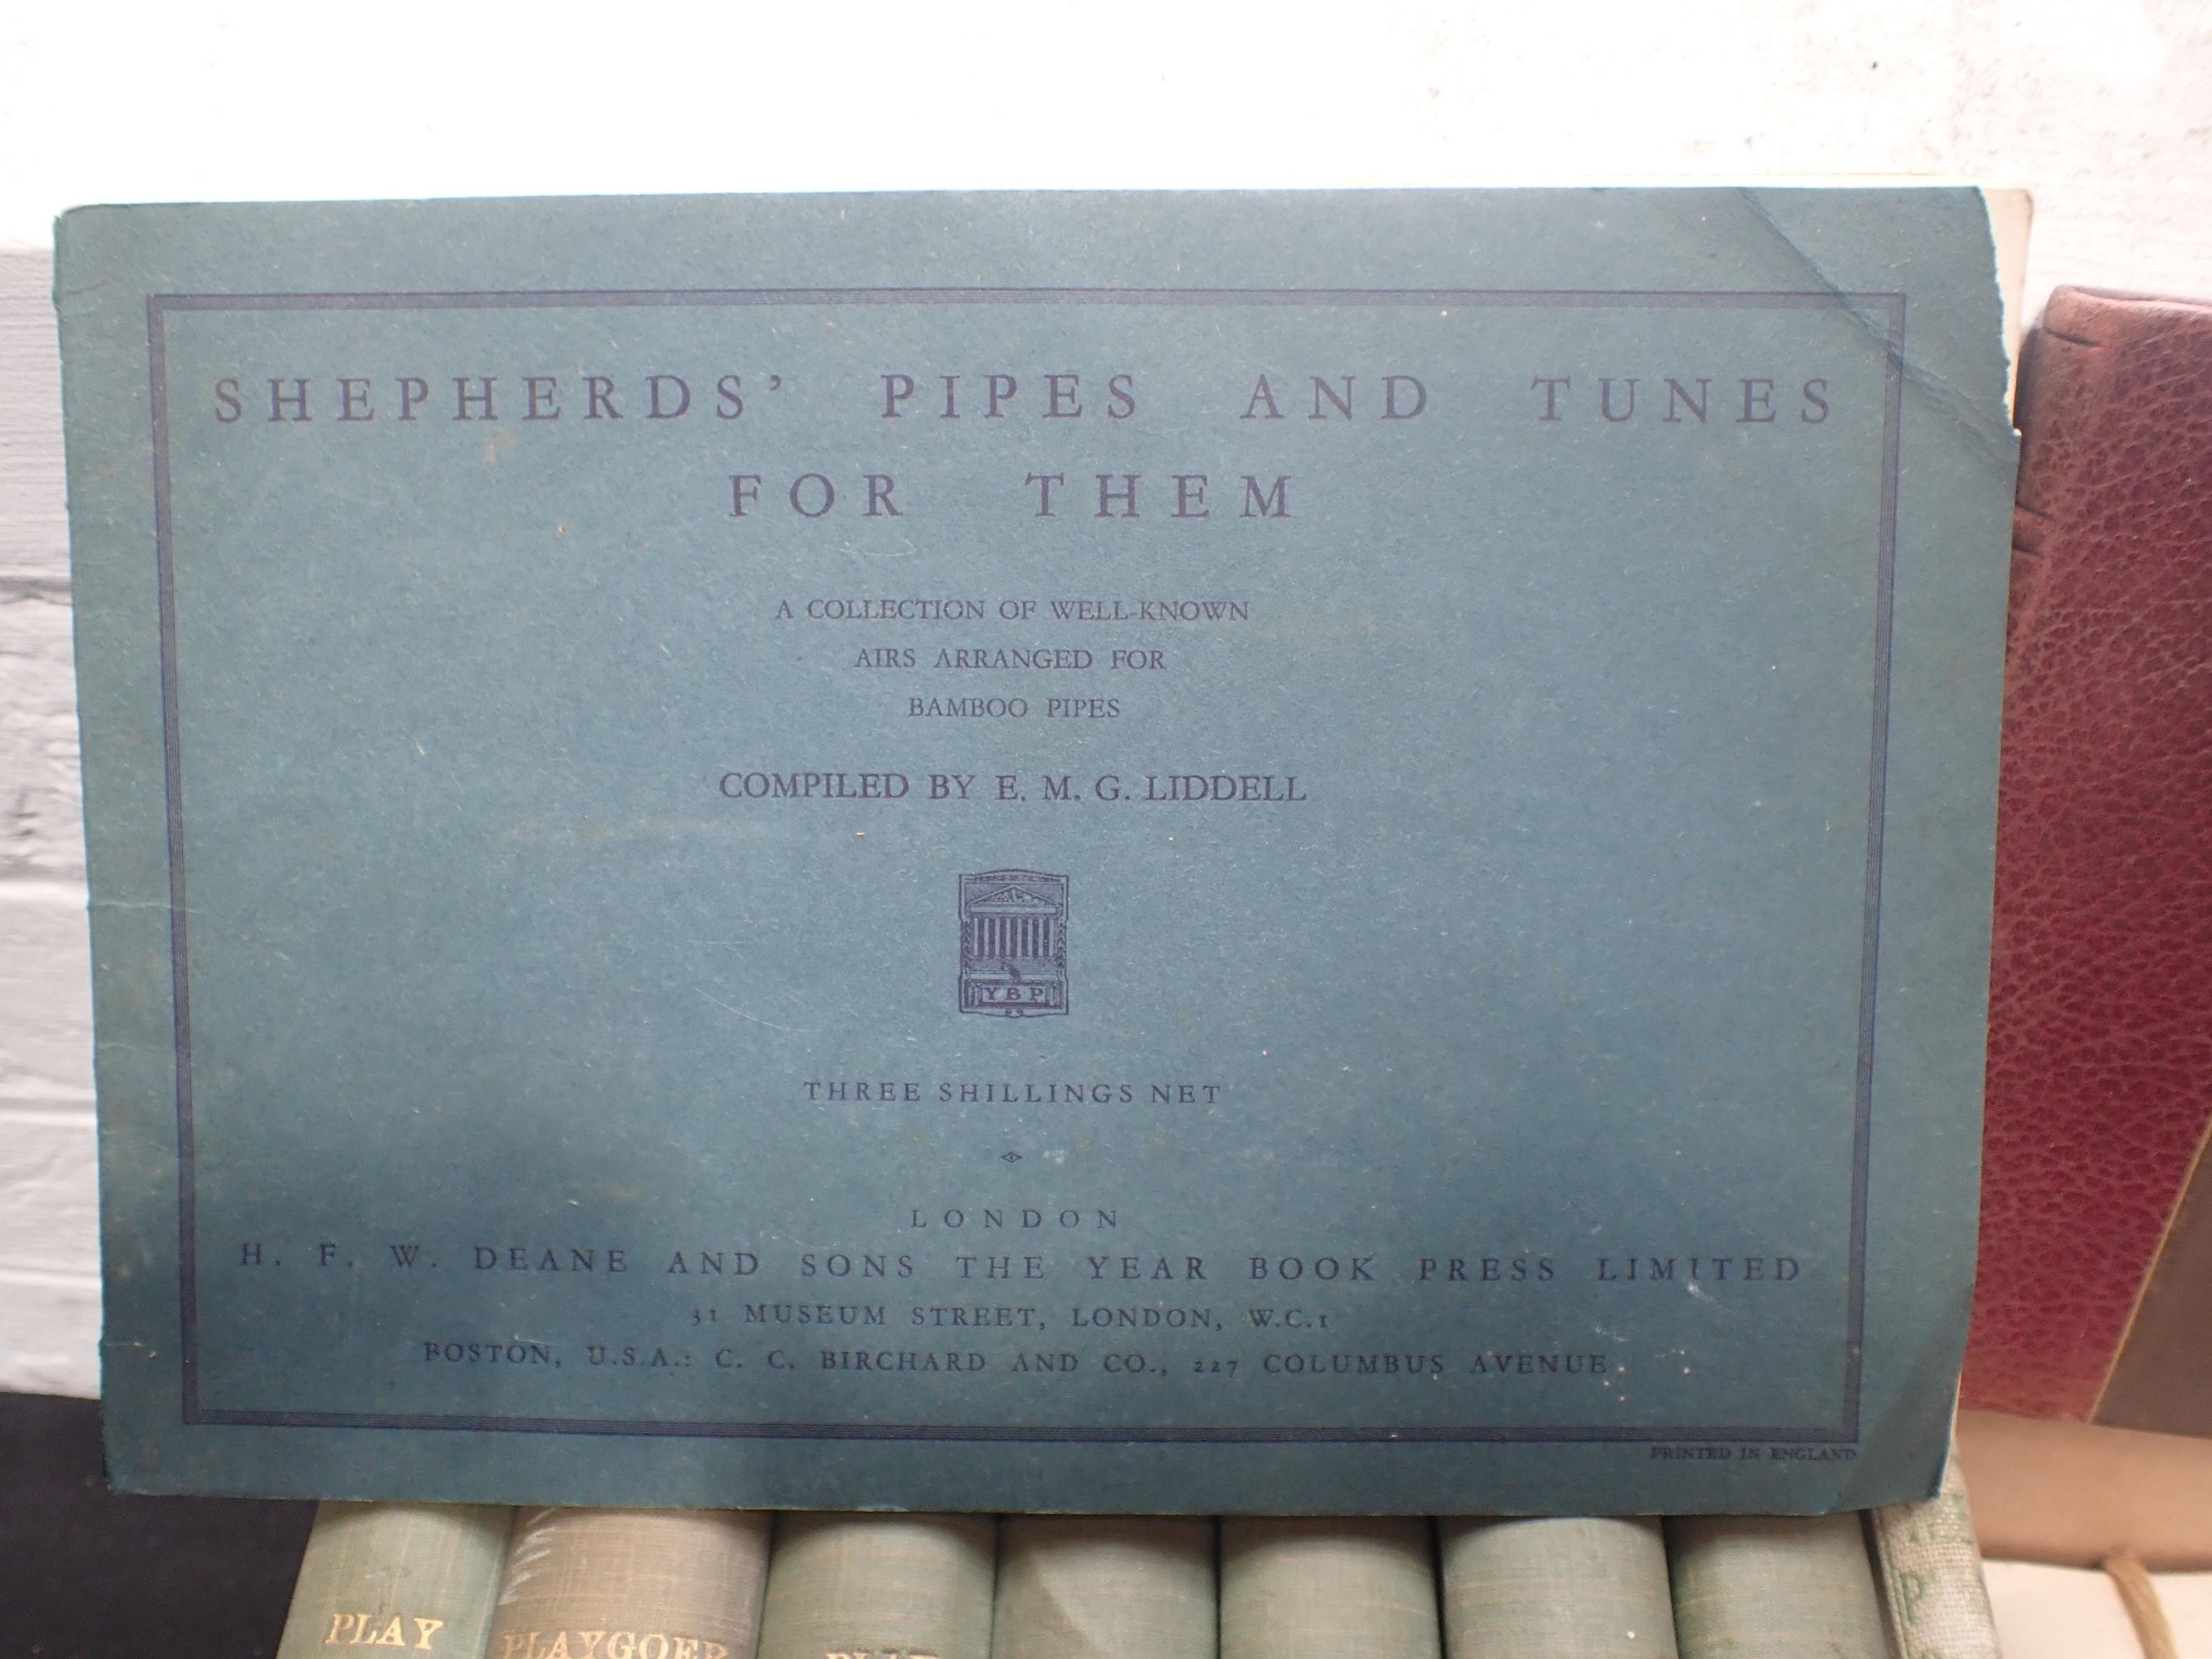 SHEPHERDS’ PIPES AND TUNES
FOR THEM
A COLLECTION OF WELL-KNOWN
AIRS ARRANGED FOR
BAMBOO PIPES
COMPILED BY E. M. G. LIDDELL
YBP
THREE SHILLINGS NET
LONDON
H. F. W. DEANE AND SONS THE YEAR BOOK PRESS LIMITED
31 MUSEUM STREET, LONDON, W.C.1
BOSTON, U.S.A.: C. C. BIRCHARD AND CO., 227 COLUMBUS AVENUE
PRINTED IN ENGLAND
PLAY
PLAYGOER